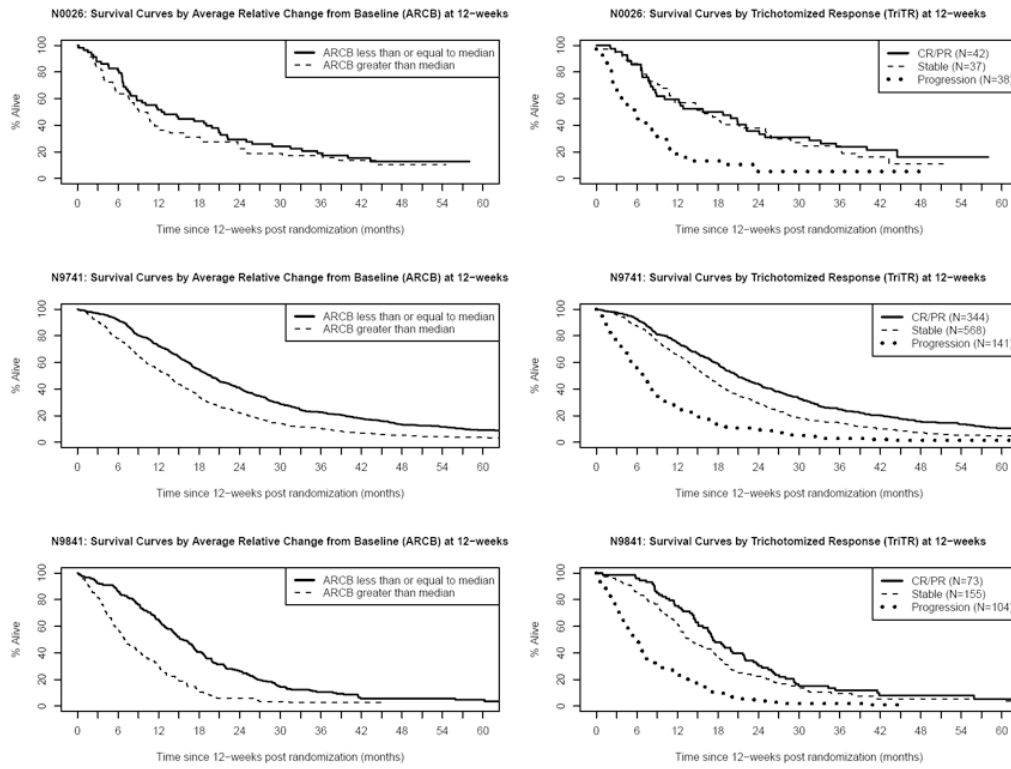 N0026: Survival Curves by Average Relative Change from Baseline (ARCB) at 12−weeks
% Alive
100
80
60
40
20
0
ARCB less than or equal to median
ARCB greater than median
0 6 12 18 24 30 36 42 48 54 60
Time since 12−weeks post randomization (months)
N0026: Survival Curves by Trichotomized Response (TriTR) at 12−weeks
% Alive
100
80
60
40
20
0
CR/PR (N=42)
Stable (N=37)
Progression (N=38)
0 6 12 18 24 30 36 42 48 54 60
Time since 12−weeks post randomization (months)
N9741: Survival Curves by Average Relative Change from Baseline (ARCB) at 12−weeks
% Alive
100
80
60
40
20
0
ARCB less than or equal to median
ARCB greater than median
0 6 12 18 24 30 36 42 48 54 60
Time since 12−weeks post randomization (months)
N9741: Survival Curves by Trichotomized Response (TriTR) at 12−weeks
% Alive
100
80
60
40
20
0
CR/PR (N=344)
Stable (N=568)
Progression (N=141)
0 6 12 18 24 30 36 42 48 54 60
Time since 12−weeks post randomization (months)
N9841: Survival Curves by Average Relative Change from Baseline (ARCB) at 12−weeks
% Alive
100
80
60
40
20
0
ARCB less than or equal to median
ARCB greater than median
0 6 12 18 24 30 36 42 48 54 60
Time since 12−weeks post randomization (months)
N9841: Survival Curves by Trichotomized Response (TriTR) at 12−weeks
% Alive
100
80
60
40
20
0
CR/PR (N=73)
Stable (N=155)
Progression (N=104)
0 6 12 18 24 30 36 42 48 54 60
Time since 12−weeks post randomization (months)